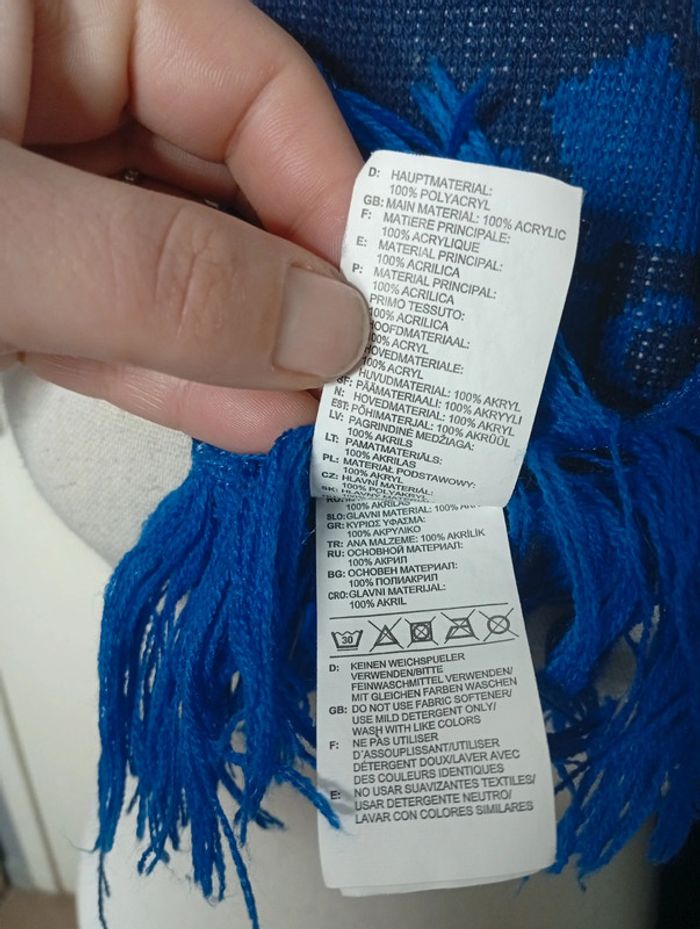 D: HAUPTMATERIAL:
100% POLYACRYL
GB: MAIN MATERIAL: 100% ACRYLIC
F: MATIERE PRINCIPALE:
100% ACRYLIQUE
E: MATERIAL PRINCIPAL:
100% ACRILICA
P: MATERIAL PRINCIPAL:
100% ACRILICA
PRIMO TESSUTO:
100% ACRILICA
HOOFDMATERIAAL:
ACRYL
HOVEDMATERIALE:
100% ACRYL
HUVUDMATERIAL: 100% AKRYL
SF: PÄÄMATERIAALI: 100% AKRYYLI
N: HOVEDMATERIAL: 100% AKRYL
EST: PÕHIMATERJAL: 100% AKRÜÜL
LV: PAGRINDINÉ MEDŽIAGA:
100% AKRILS
LT: PAMATMATERIĀLS:
100% AKRILAS
PL: MATERIAŁ PODSTAWOWY:
100% AKRYL
CZ: HLAVNÍ MATERIÁL:
100% POLYAKRYL
100% AKRILAS
SLO: GLAVNI MATERIAL: 100%
GR: ΚΥΡΙΩΣ ΥΦΑΣΜΑ:
100% ΑΚΡΥΛΙΚΟ
TR: ANA MALZEME: 100% AKRİLİK
RU: ОСНОВНОЙ МАТЕРИАЛ:
100% АКРИЛ
BG: ОСНОВЕН МАТЕРИАЛ:
100% ПОЛИАКРИЛ
CRO: GLAVNI MATERIJAL:
100% AKRIL
30
D: KEINEN WEICHSPUELER
VERWENDEN/BITTE
FEINWASCHMITTEL VERWENDEN/
MIT GLEICHEN FARBEN WASCHEN
GB: DO NOT USE FABRIC SOFTENER/
USE MILD DETERGENT ONLY/
WASH WITH LIKE COLORS
F: NE PAS UTILISER
D'ASSOUPLISSANT/UTILISER
DÉTERGENT DOUX/LAVER AVEC
DES COULEURS IDENTIQUES
E: NO USAR SUAVIZANTES TEXTILES/
USAR DETERGENTE NEUTRO/
LAVAR CON COLORES SIMILARES